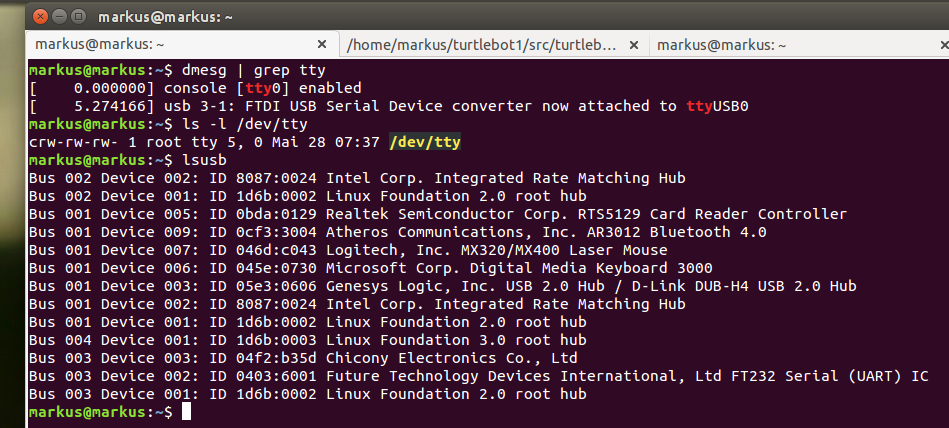 markus@markus: ~
markus@markus: ~ × /home/markus/turtlebot1/src/turtleb... × markus@markus: ~ ×
markus@markus:~$ dmesg | grep tty
[    0.000000] console [tty0] enabled
[    5.274166] usb 3-1: FTDI USB Serial Device converter now attached to ttyUSB0
markus@markus:~$ ls -l /dev/tty
crw-rw-rw- 1 root tty 5, 0 Mai 28 07:37 /dev/tty
markus@markus:~$ lsusb
Bus 002 Device 002: ID 8087:0024 Intel Corp. Integrated Rate Matching Hub
Bus 002 Device 001: ID 1d6b:0002 Linux Foundation 2.0 root hub
Bus 001 Device 005: ID 0bda:0129 Realtek Semiconductor Corp. RTS5129 Card Reader Controller
Bus 001 Device 009: ID 0cf3:3004 Atheros Communications, Inc. AR3012 Bluetooth 4.0
Bus 001 Device 007: ID 046d:c043 Logitech, Inc. MX320/MX400 Laser Mouse
Bus 001 Device 006: ID 045e:0730 Microsoft Corp. Digital Media Keyboard 3000
Bus 001 Device 003: ID 05e3:0606 Genesys Logic, Inc. USB 2.0 Hub / D-Link DUB-H4 USB 2.0 Hub
Bus 001 Device 002: ID 8087:0024 Intel Corp. Integrated Rate Matching Hub
Bus 001 Device 001: ID 1d6b:0002 Linux Foundation 2.0 root hub
Bus 004 Device 001: ID 1d6b:0003 Linux Foundation 3.0 root hub
Bus 003 Device 003: ID 04f2:b35d Chicony Electronics Co., Ltd
Bus 003 Device 002: ID 0403:6001 Future Technology Devices International, Ltd FT232 Serial (UART) IC
Bus 003 Device 001: ID 1d6b:0002 Linux Foundation 2.0 root hub
markus@markus:~$